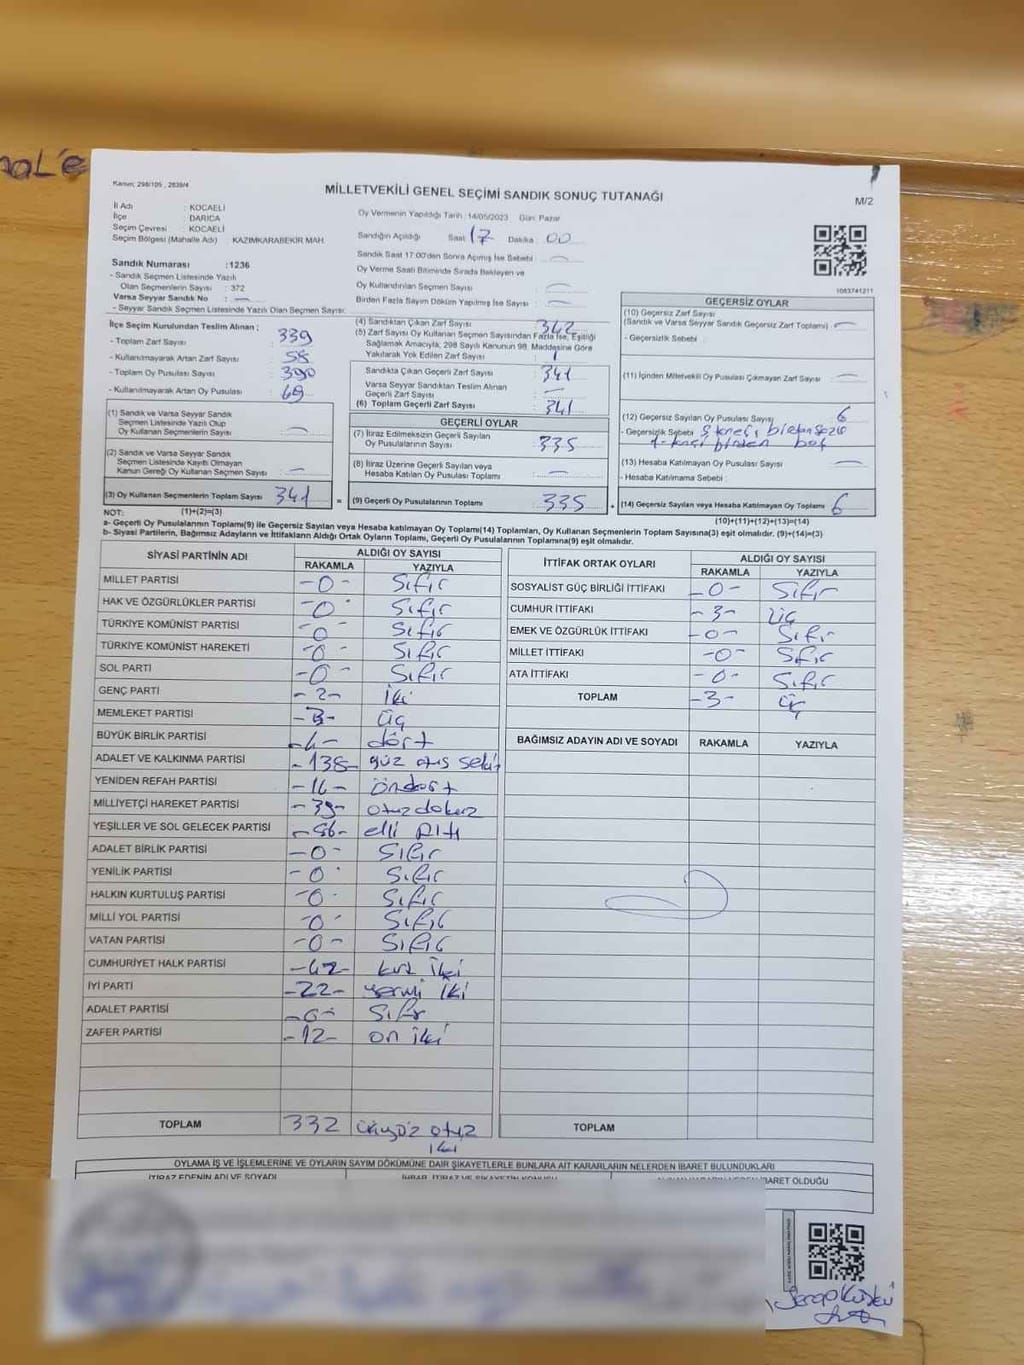 Kanun: 298/105 , 2839/4
MİLLETVEKİLİ GENEL SEÇİMİ SANDIK SONUÇ TUTANAĞI
M/2
İl Adı : KOCAELİ
İlçe : DARICA
Seçim Çevresi : KOCAELİ
Seçim Bölgesi (Mahalle Adı) : KAZIMKARABEKİR MAH.
Oy Vermenin Yapıldığı Tarih : 14/05/2023 Gün: Pazar
Sandığın Açıldığı Saat 17 Dakika : 00
Sandık Saat 17:00'den Sonra Açılmış İse Sebebi
Oy Verme Saati Bitiminde Sırada Bekleyen ve
Oy Kullandırılan Seçmen Sayısı
Birden Fazla Sayım Döküm Yapılmış İse Sayısı :
1083741211
Sandık Numarası :1236
- Sandık Seçmen Listesinde Yazılı
Olan Seçmenlerin Sayısı : 372
Varsa Seyyar Sandık No :
- Seyyar Sandık Seçmen Listesinde Yazılı Olan Seçmen Sayısı:
İlçe Seçim Kurulundan Teslim Alınan ;
- Toplam Zarf Sayısı : 339
- Kullanılmayarak Artan Zarf Sayısı : 58
- Toplam Oy Pusulası Sayısı : 390
- Kullanılmayarak Artan Oy Pusulası : 69
(1) Sandık ve Varsa Seyyar Sandık
Seçmen Listesinde Yazılı Olup
Oy Kullanan Seçmenlerin Sayısı :
(2) Sandık ve Varsa Seyyar Sandık
Seçmen Listesinde Kayıtlı Olmayan
Kanun Gereği Oy Kullanan Seçmen Sayısı :
(3) Oy Kullanan Seçmenlerin Toplam Sayısı : 341
(1)+(2)=(3)
(4) Sandıktan Çıkan Zarf Sayısı : 342
(5) Zarf Sayısı Oy Kullanan Seçmen Sayısından Fazla İse, Eşitliği
Sağlamak Amacıyla, 298 Sayılı Kanunun 98. Maddesine Göre
Yakılarak Yok Edilen Zarf Sayısı : 1
Sandıkta Çıkan Geçerli Zarf Sayısı : 341
Varsa Seyyar Sandıktan Teslim Alınan
Geçerli Zarf Sayısı :
(6) Toplam Geçerli Zarf Sayısı : 341
GEÇERLİ OYLAR
(7) İtiraz Edilmeksizin Geçerli Sayılan
Oy Pusulalarının Sayısı : 335
(8) İtiraz Üzerine Geçerli Sayılan veya
Hesaba Katılan Oy Pusulası Toplamı :
= (9) Geçerli Oy Pusulalarının Toplamı : 335
GEÇERSİZ OYLAR
(10) Geçersiz Zarf Sayısı
(Sandık ve Varsa Seyyar Sandık Geçersiz Zarf Toplamı) :
- Geçersizlik Sebebi :
(11) İçinden Milletvekili Oy Pusulası Çıkmayan Zarf Sayısı :
(12) Geçersiz Sayılan Oy Pusulası Sayısı : 6
- Geçersizlik Sebebi :
(13) Hesaba Katılmayan Oy Pusulası Sayısı :
- Hesaba Katılmama Sebebi :
+ (14) Geçersiz Sayılan veya Hesaba Katılmayan Oy Toplamı : 6
(10)+(11)+(12)+(13)=(14)
NOT:
a- Geçerli Oy Pusulalarının Toplamı(9) ile Geçersiz Sayılan veya Hesaba katılmayan Oy Toplamı(14) Toplamları, Oy Kullanan Seçmenlerin Toplam Sayısına(3) eşit olmalıdır. (9)+(14)=(3)
b- Siyasi Partilerin, Bağımsız Adayların ve İttifakların Aldığı Ortak Oyların Toplamı, Geçerli Oy Pusulalarının Toplamına(9) eşit olmalıdır.
SİYASİ PARTİNİN ADI ALDIĞI OY SAYISI
RAKAMLA YAZIYLA
MİLLET PARTİSİ -0- Sıfır
HAK VE ÖZGÜRLÜKLER PARTİSİ -0- Sıfır
TÜRKİYE KOMÜNİST PARTİSİ -0- Sıfır
TÜRKİYE KOMÜNİST HAREKETİ -0- Sıfır
SOL PARTİ -0- Sıfır
GENÇ PARTİ -2- iki
MEMLEKET PARTİSİ -3- üç
BÜYÜK BİRLİK PARTİSİ -4- dört
ADALET VE KALKINMA PARTİSİ -138- yüz otus sekiz
YENİDEN REFAH PARTİSİ -14- öndört
MİLLİYETÇİ HAREKET PARTİSİ -39- otuzdokuz
YEŞİLLER VE SOL GELECEK PARTİSİ -56- elli Altı
ADALET BİRLİK PARTİSİ -0- Sıfır
YENİLİK PARTİSİ -0- Sıfır
HALKIN KURTULUŞ PARTİSİ -0- Sıfır
MİLLİ YOL PARTİSİ -0- Sıfır
VATAN PARTİSİ -0- Sıfır
CUMHURİYET HALK PARTİSİ -42- kırk iki
İYİ PARTİ -22- yirmi iki
ADALET PARTİSİ -0- Sıfır
ZAFER PARTİSİ -12- on iki
TOPLAM 332 üçyüz otuz
iki
İTTİFAK ORTAK OYLARI ALDIĞI OY SAYISI
RAKAMLA YAZIYLA
SOSYALİST GÜÇ BİRLİĞİ İTTİFAKI -0- Sıfır
CUMHUR İTTİFAKI -3- üç
EMEK VE ÖZGÜRLÜK İTTİFAKI -0- Sıfır
MİLLET İTTİFAKI -0- Sıfır
ATA İTTİFAKI -0- Sıfır
TOPLAM -3- üç
BAĞIMSIZ ADAYIN ADI VE SOYADI RAKAMLA YAZIYLA
TOPLAM
OYLAMA İŞ VE İŞLEMLERİNE VE OYLARIN SAYIM DÖKÜMÜNE DAİR ŞİKAYETLERLE BUNLARA AİT KARARLARIN NELERDEN İBARET BULUNDUKLARI
İTİRAZ EDENİN ADI VE SOYADI